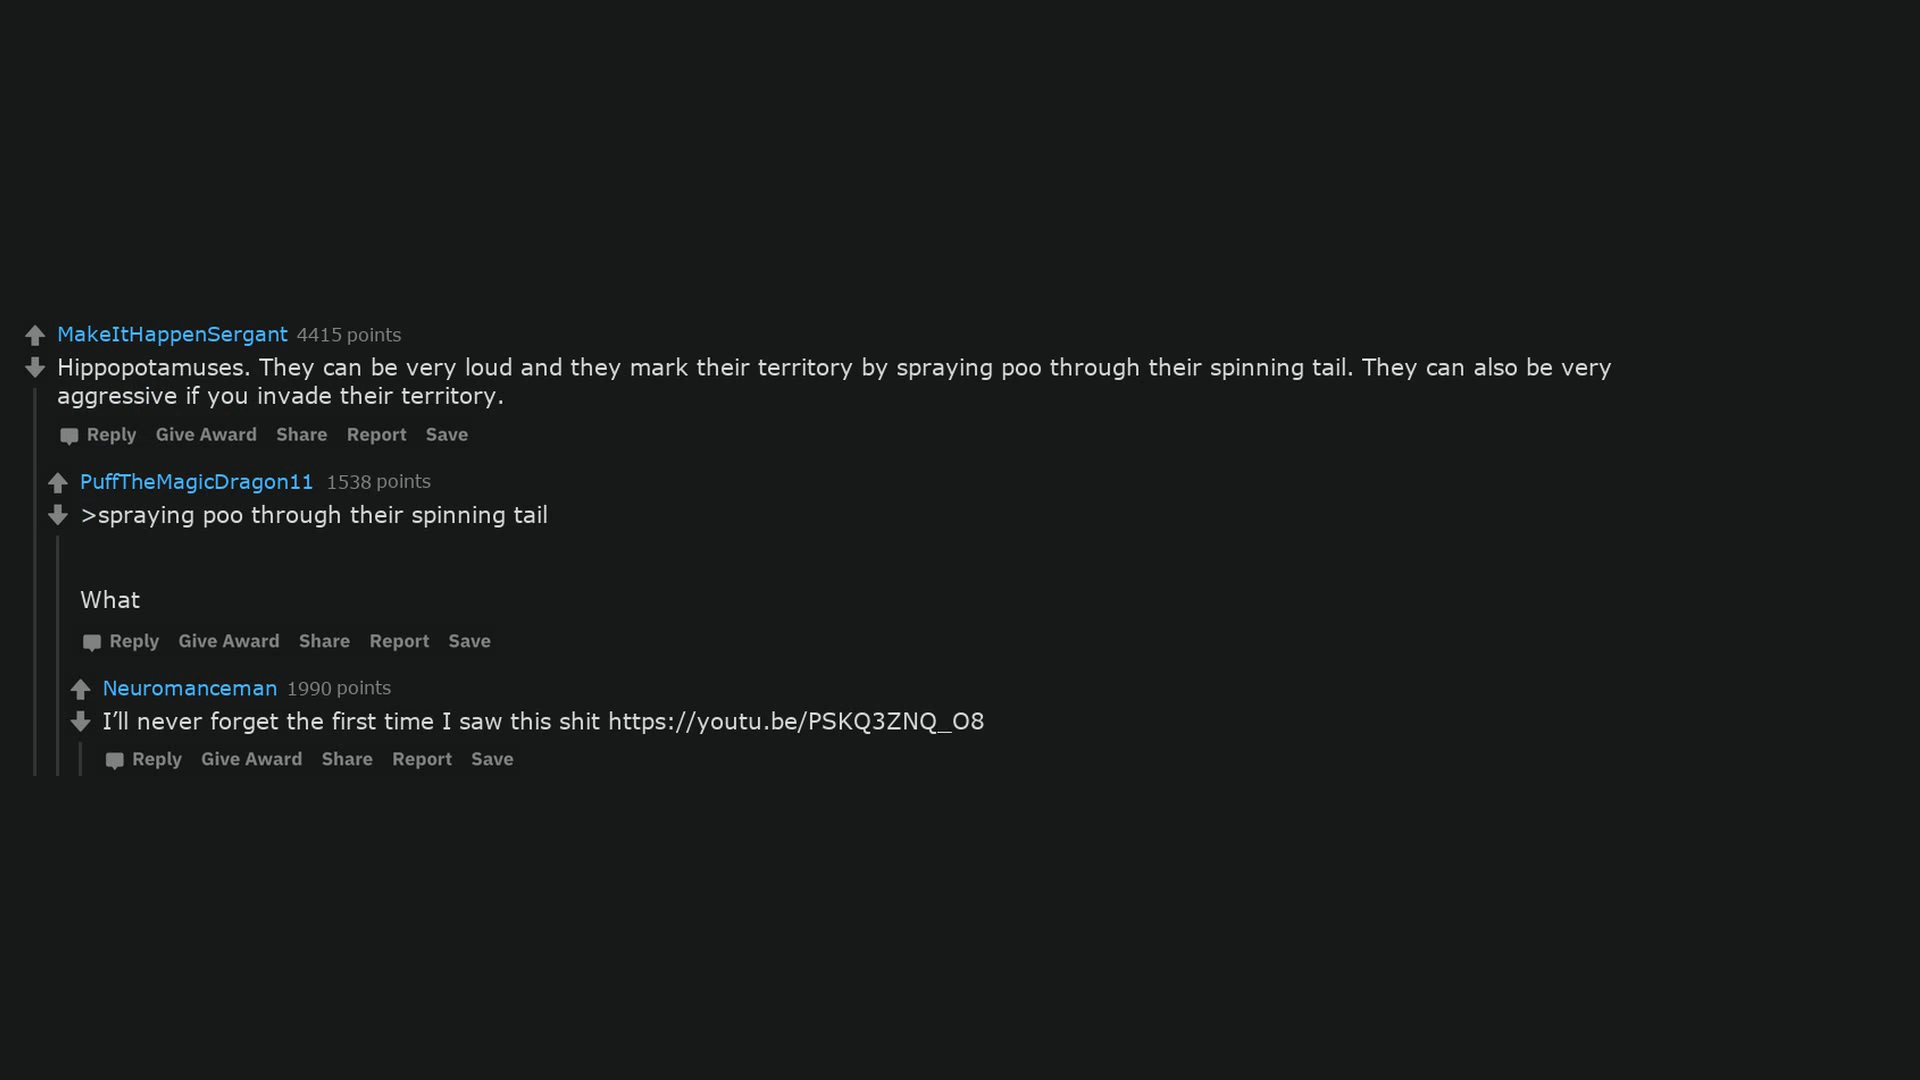 MakeItHappenSergant 4415 points
Hippopotamuses. They can be very loud and they mark their territory by spraying poo through their spinning tail. They can also be very
aggressive if you invade their territory.
Reply Give Award Share Report Save
PuffTheMagicDragon11 1538 points
>spraying poo through their spinning tail
What
Reply Give Award Share Report Save
Neuromanceman 1990 points
I’ll never forget the first time I saw this shit https://youtu.be/PSKQ3ZNQ_O8
Reply Give Award Share Report Save